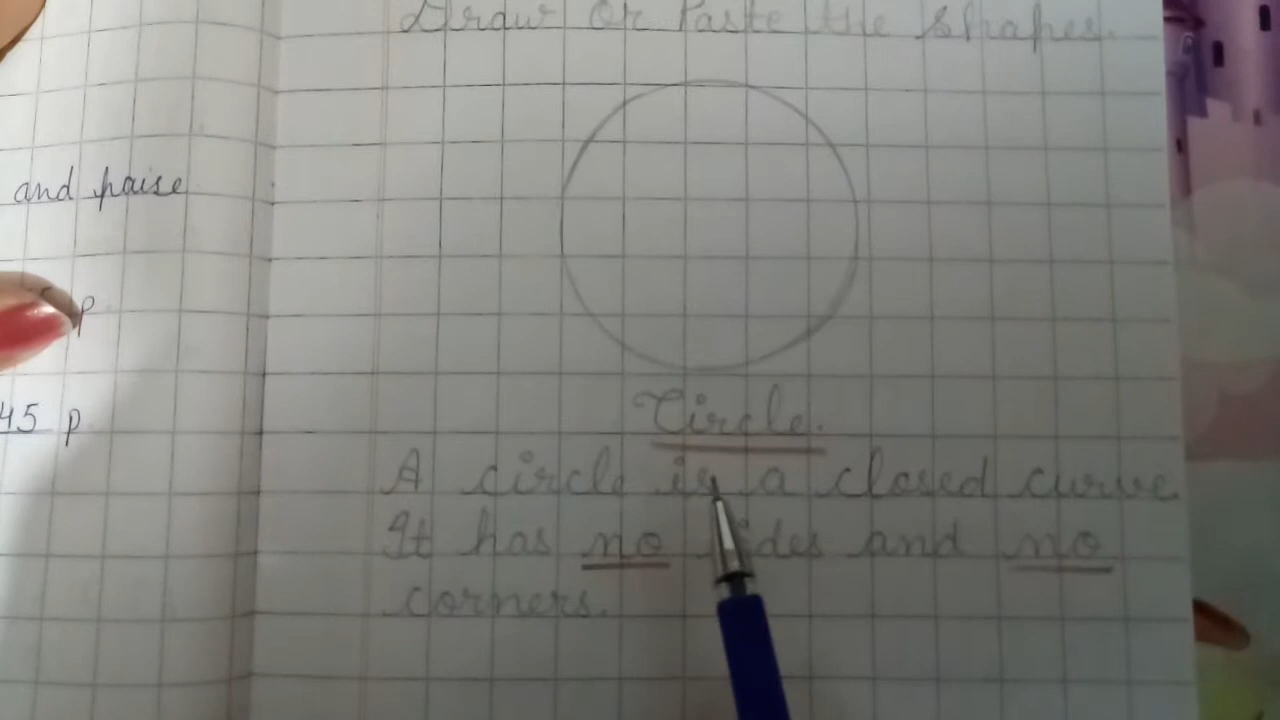 and paise
p
45 p
Draw or Paste the shapes.
Circle.
A circle is a closed curve
It has no sides and no
corners.